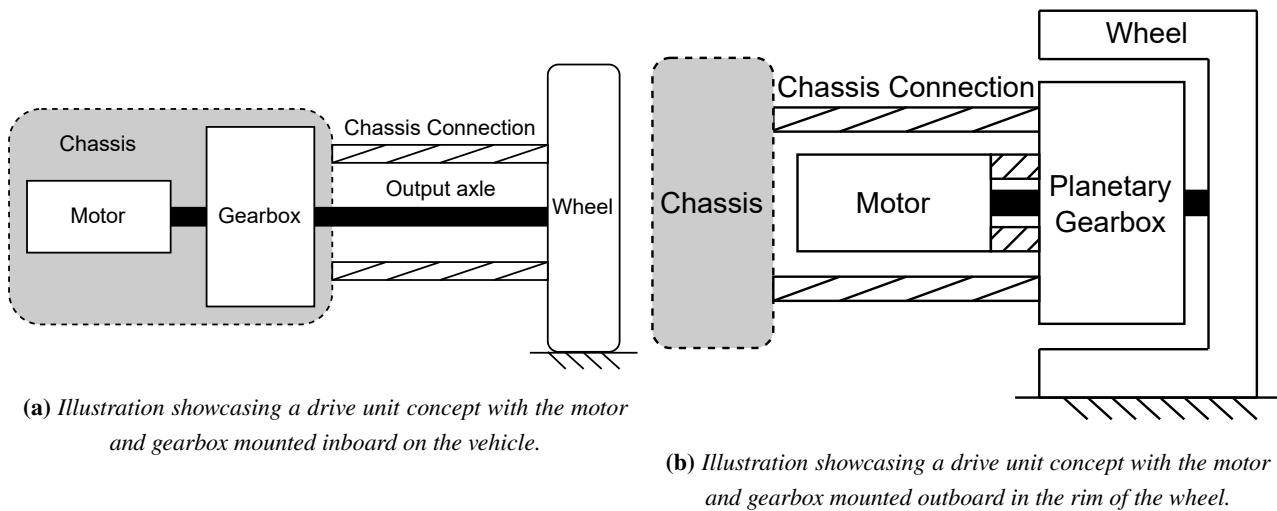 Chassis
Chassis Connection
Motor
Gearbox
Output axle
Wheel
(a) Illustration showcasing a drive unit concept with the motor
and gearbox mounted inboard on the vehicle.
Wheel
Chassis Connection
Chassis
Motor
Planetary
Gearbox
(b) Illustration showcasing a drive unit concept with the motor
and gearbox mounted outboard in the rim of the wheel.